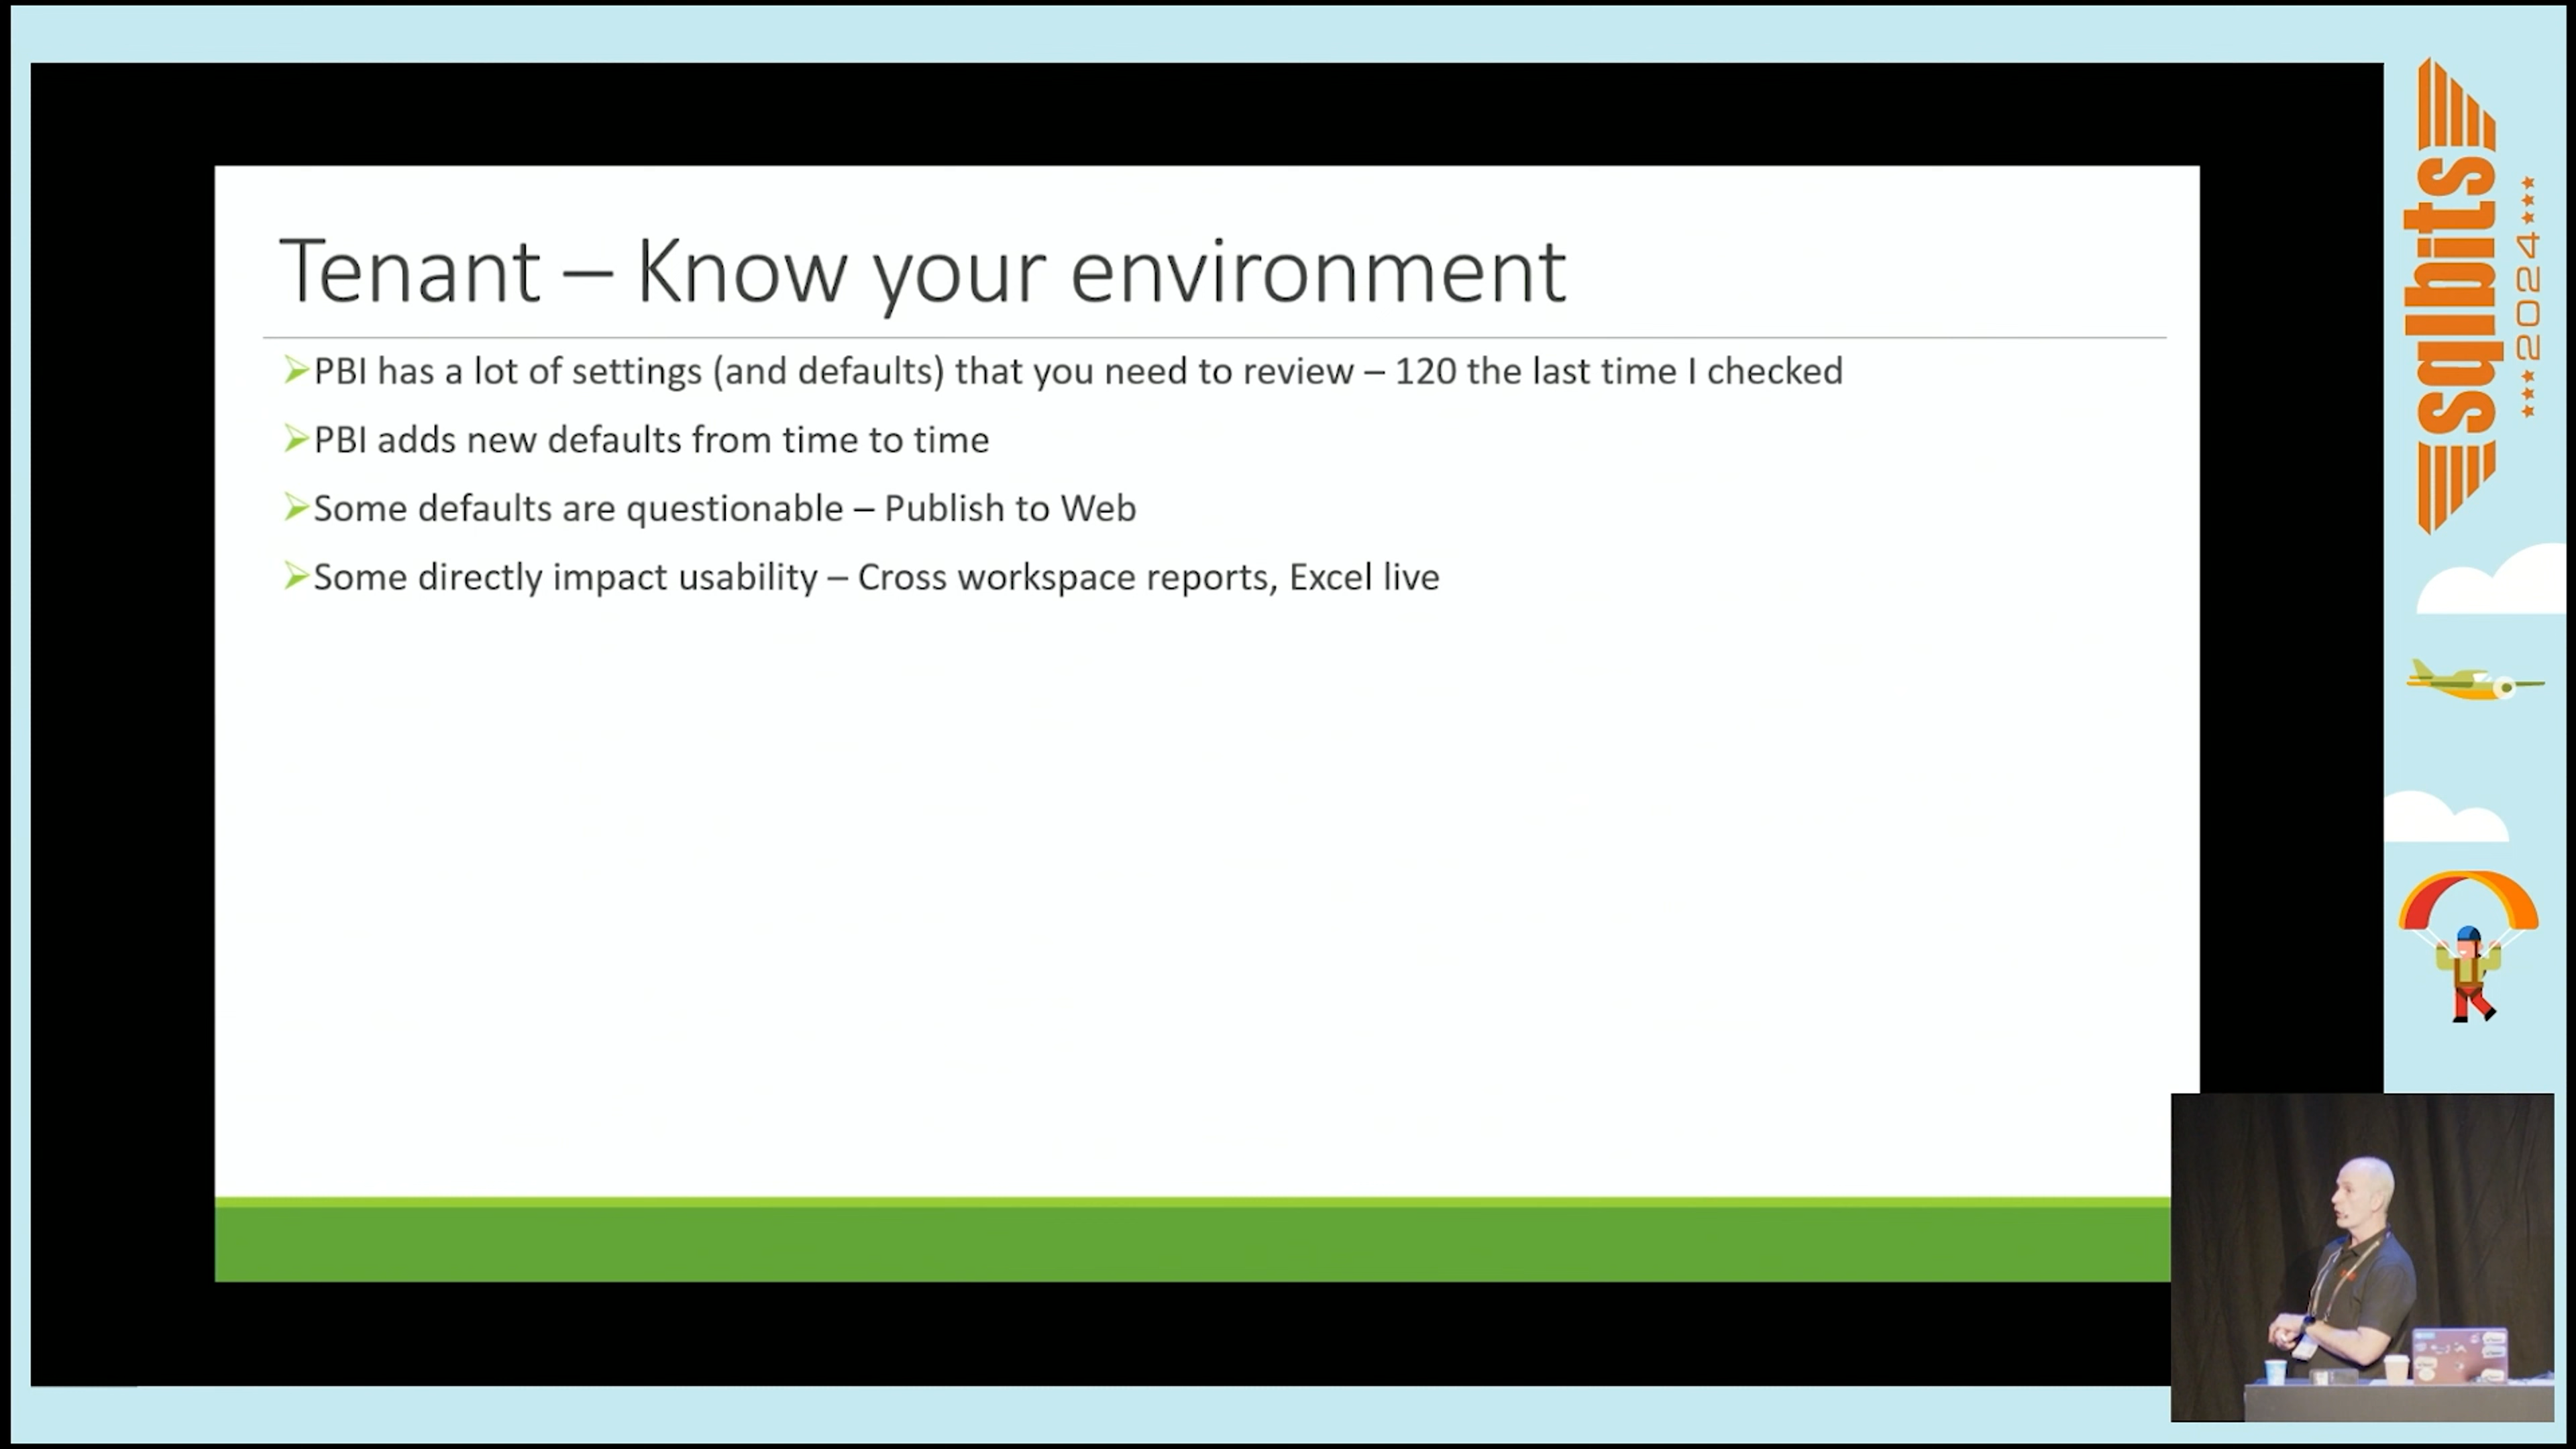 Tenant – Know your environment
PBI has a lot of settings (and defaults) that you need to review – 120 the last time I checked
PBI adds new defaults from time to time
Some defaults are questionable – Publish to Web
Some directly impact usability – Cross workspace reports, Excel live
sqlbits
2024